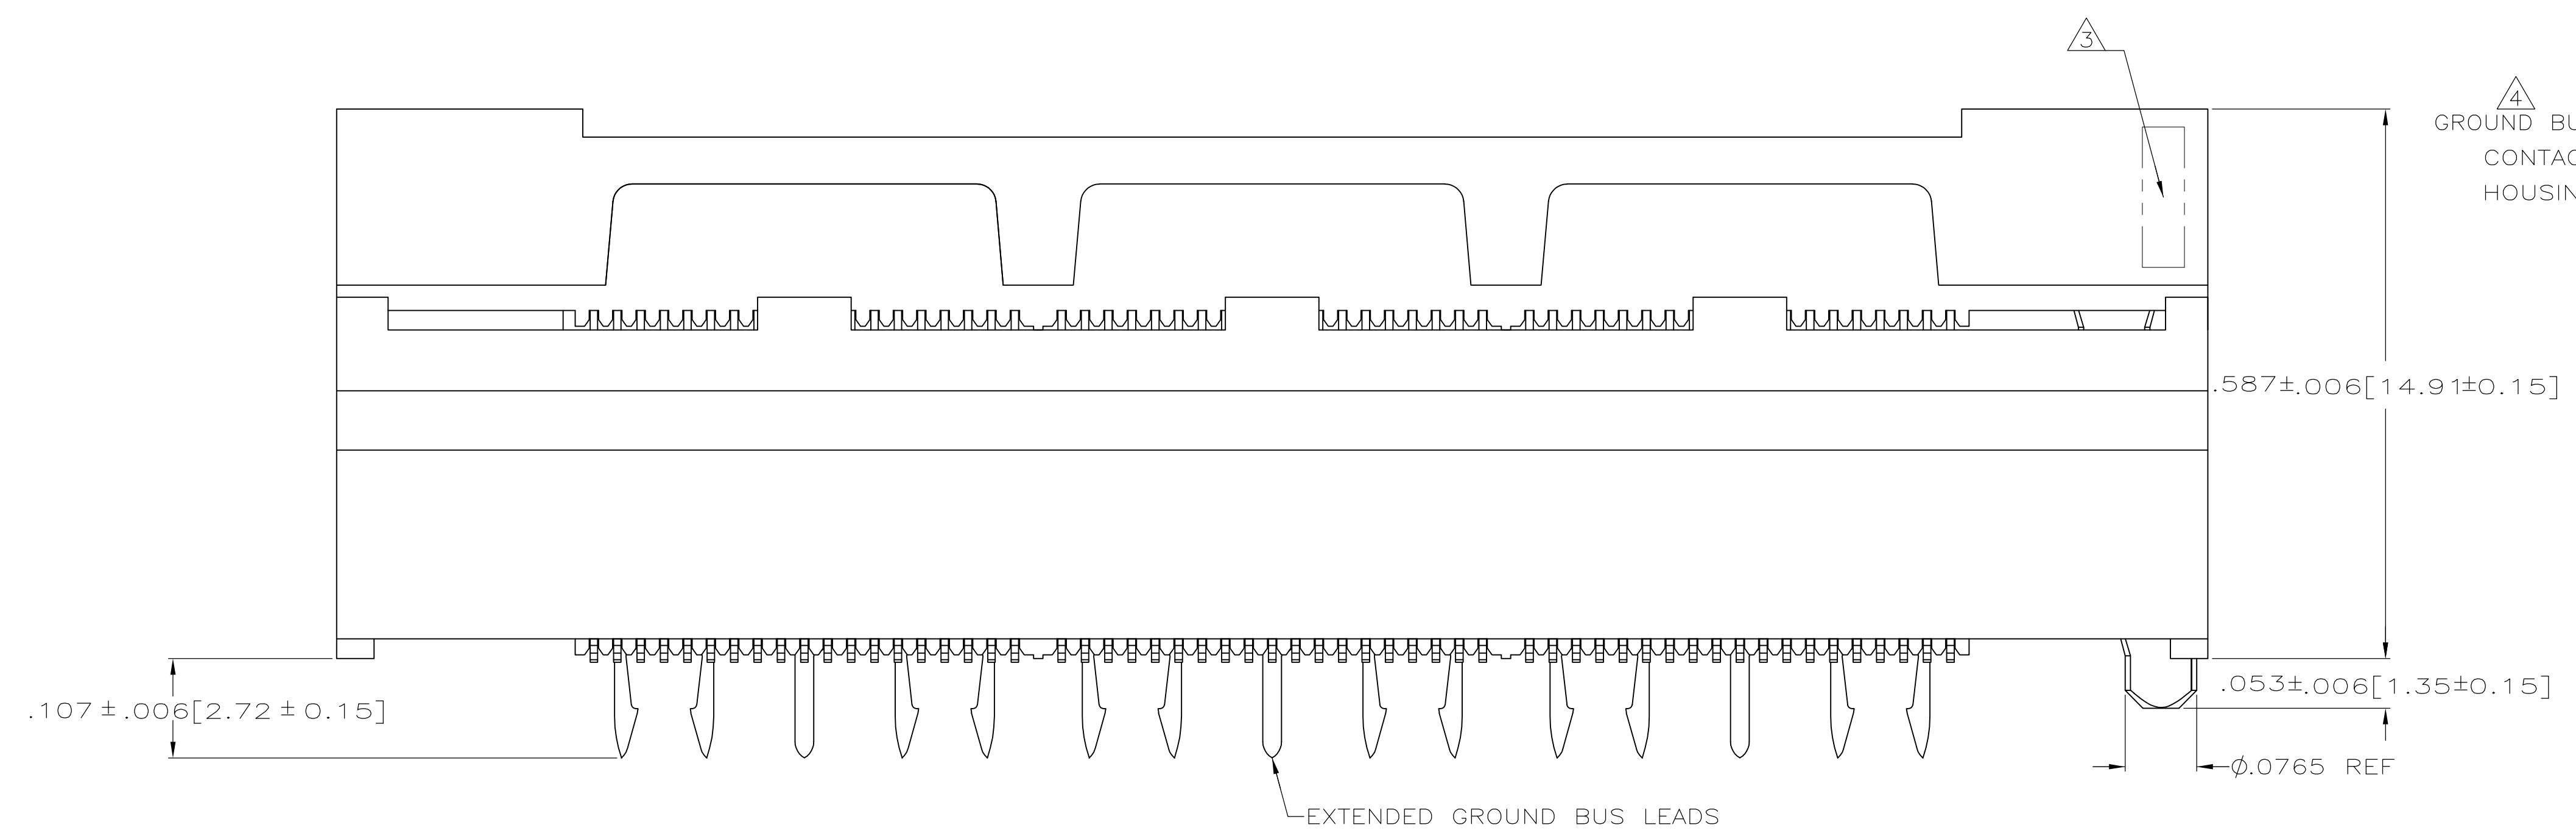 3
4
GROUND
CONTAC
HOUSIN
.587±.006[14.91±0.15]
.053±.006[1.35±0.15]
.107±.006[2.72±0.15]
Ø.0765 REF
EXTENDED GROUND BUS LEADS